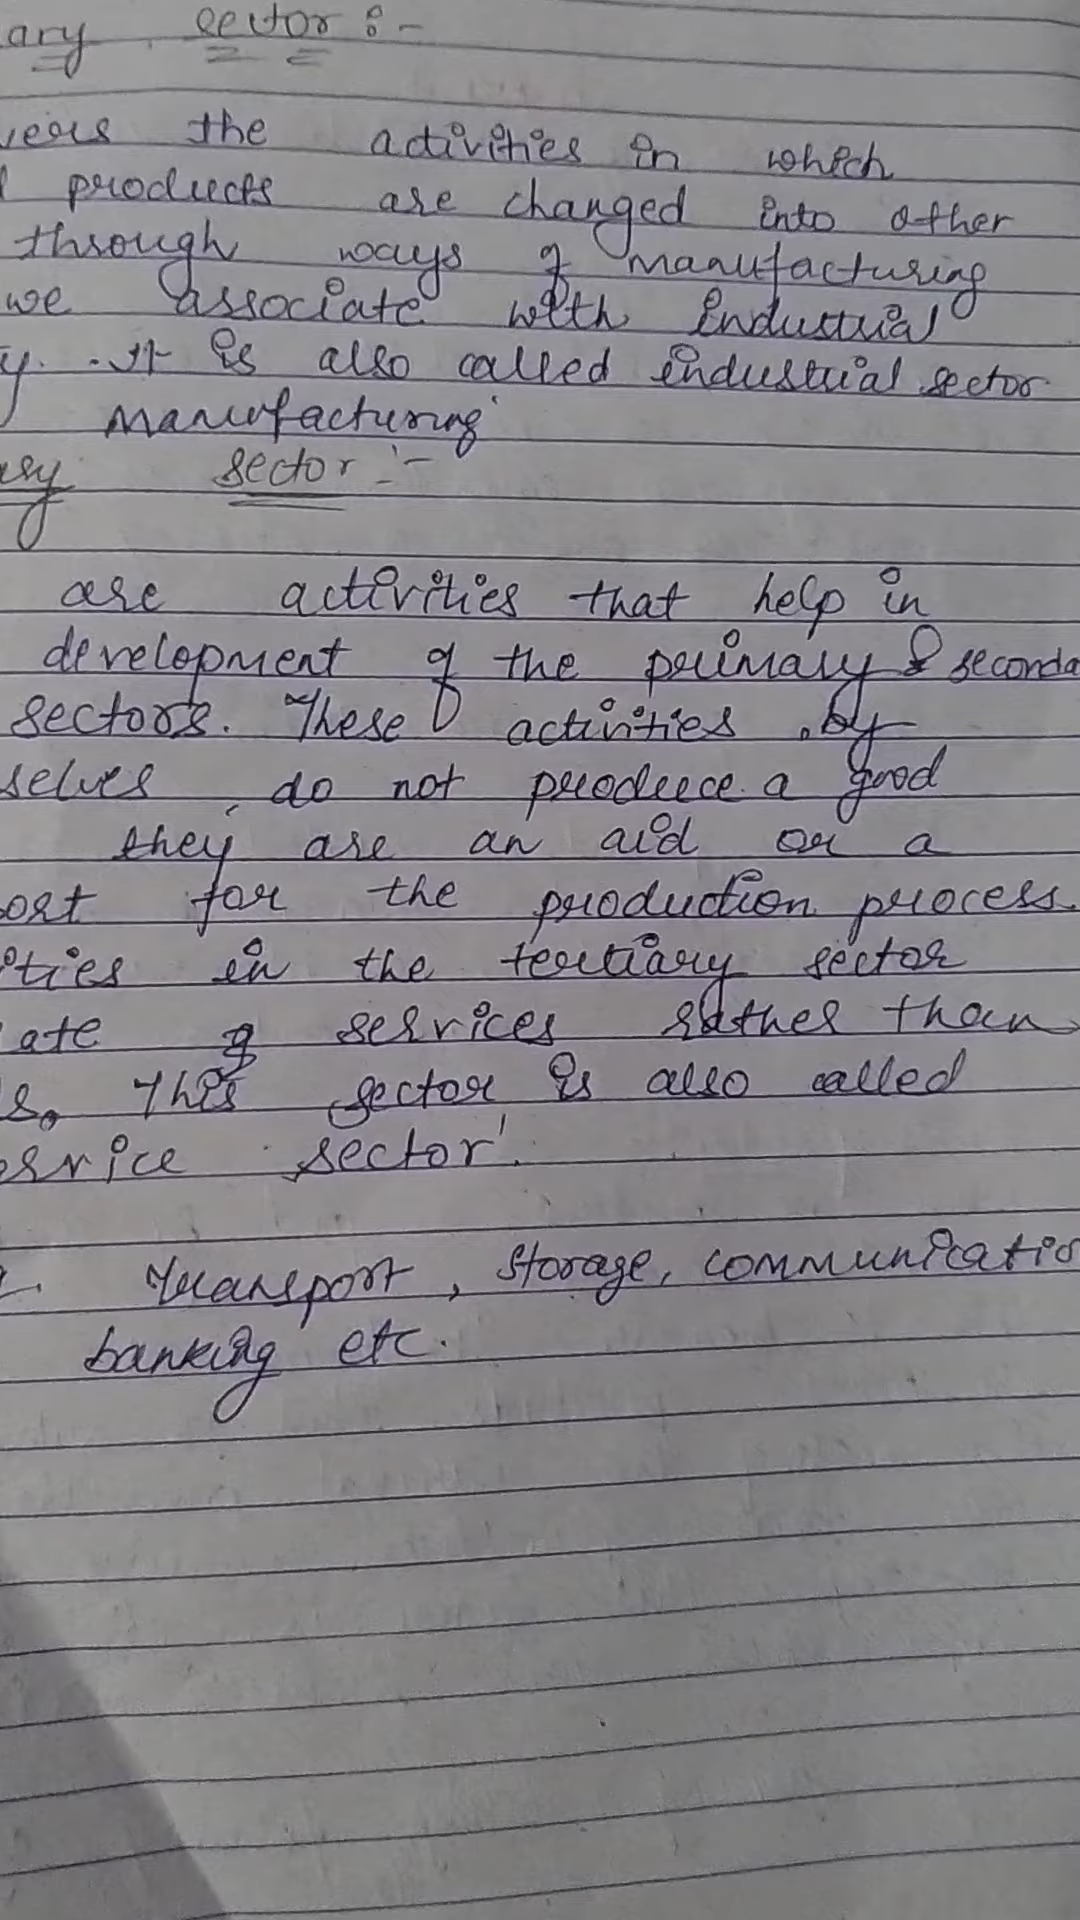 ary sector :-
vers the activities in which
l products are changed into other
through ways of manufacturing
we associate with industrial
y. It is also called industrial sector
manufacturing
ary sector :-
are activities that help in
development of the primary & seconda
sectors. These activities, by
selves, do not produce a good
they are an aid or a
ort for the production process.
ities in the tertiary sector
ate of services rather than
s. This sector is also called
ervice sector'.
Transport, Storage, communicatio
banking etc.